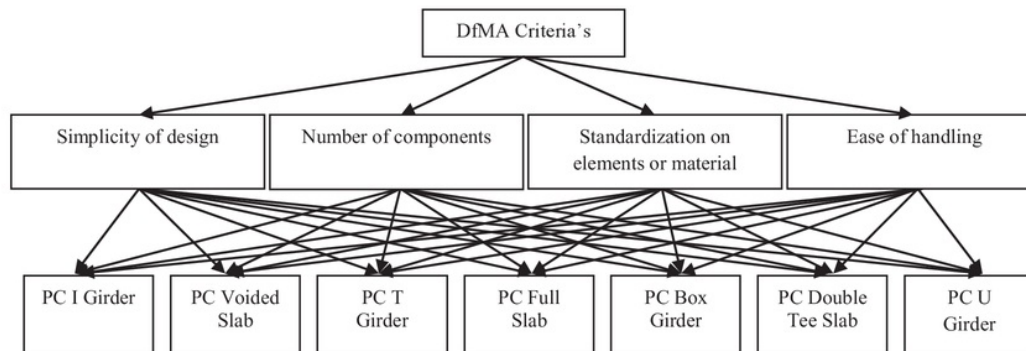 DfMA Criteria's
Simplicity of design
Number of components
Standardization on
elements or material
Ease of handling
PC I Girder
PC Voided
Slab
PC T
Girder
PC Full
Slab
PC Box
Girder
PC Double
Tee Slab
PC U
Girder